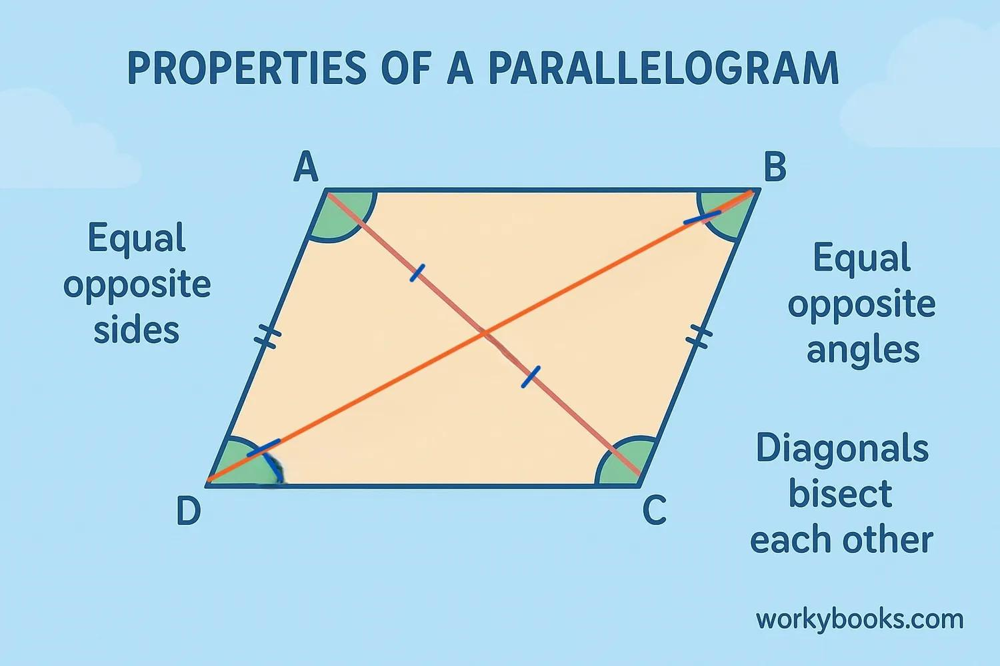 PROPERTIES OF A PARALLELOGRAM
A
B
Equal
opposite
sides
Equal
opposite
angles
D
C
Diagonals
bisect
each other
workybooks.com